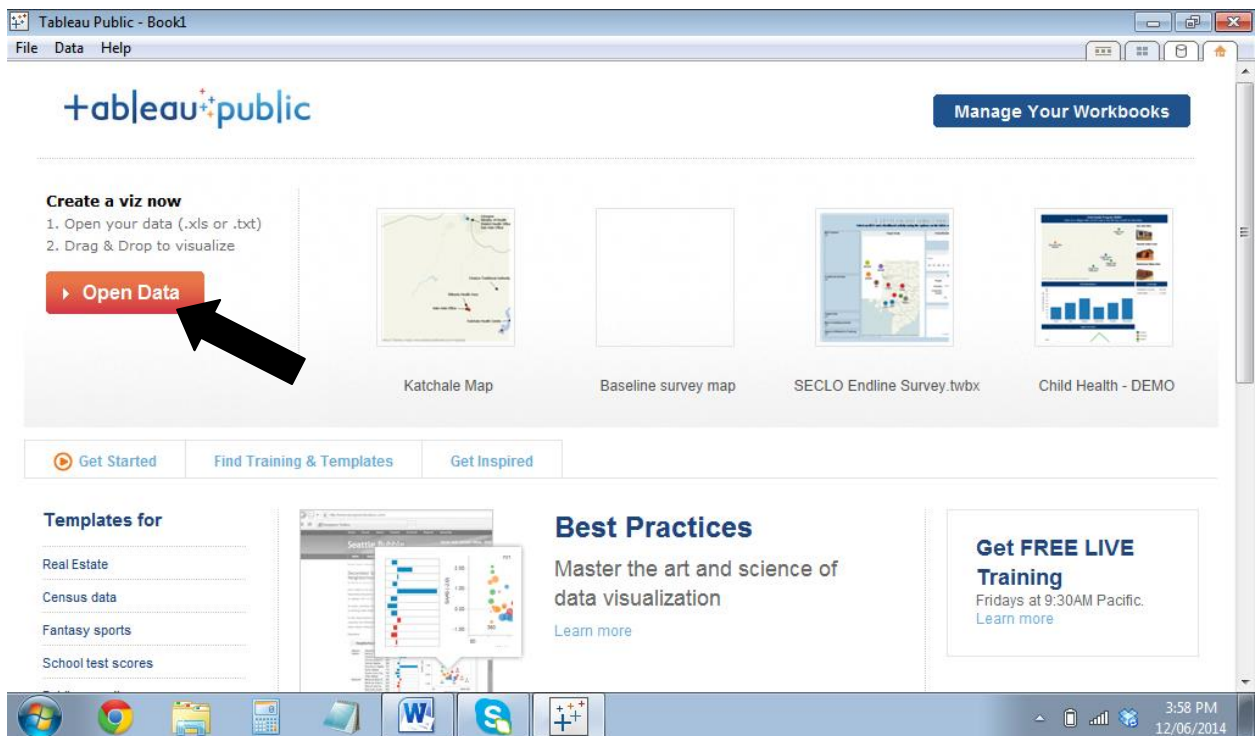 Tableau Public - Book1
File Data Help
+ableau public
Manage Your Workbooks
Create a viz now
1. Open your data (.xls or .txt)
2. Drag & Drop to visualize
Open Data
Katchale Map
Baseline survey map
SECLO Endline Survey.twbx
Child Health - DEMO
Get Started
Find Training & Templates
Get Inspired
Templates for
Real Estate
Census data
Fantasy sports
School test scores
Best Practices
Master the art and science of
data visualization
Learn more
Get FREE LIVE
Training
Fridays at 9:30AM Pacific.
Learn more
3:58 PM
12/06/2014